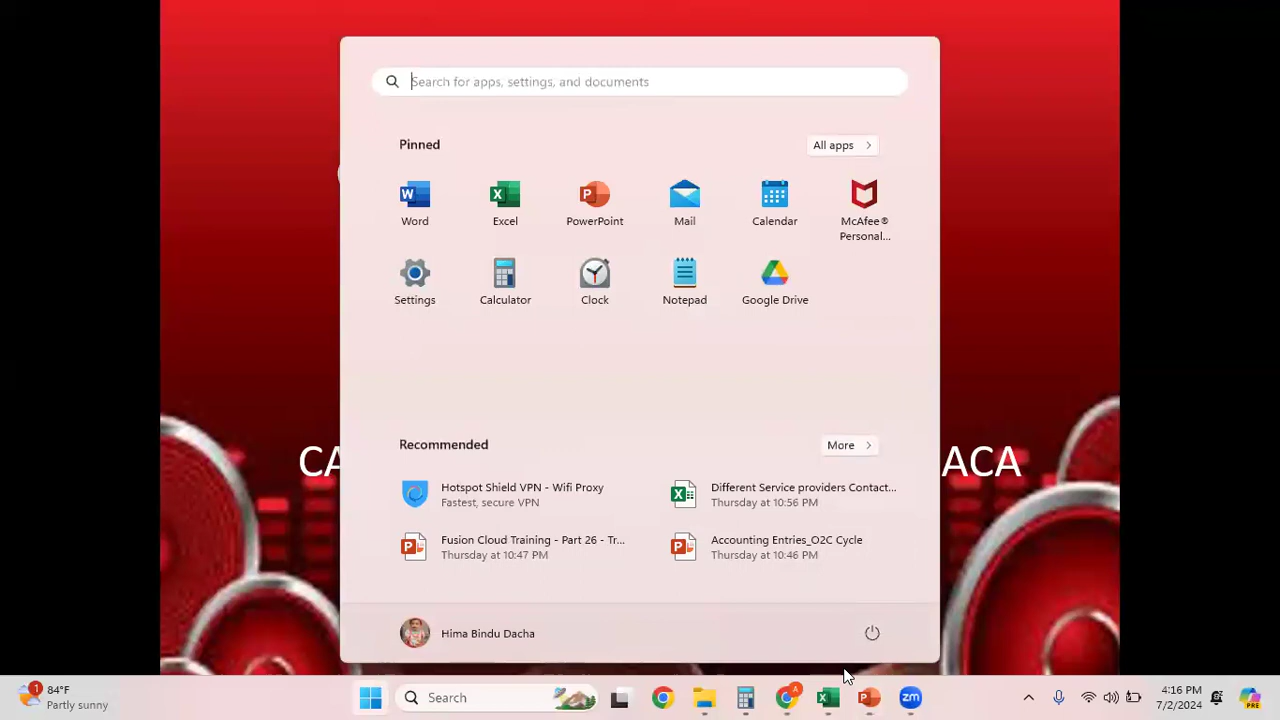 Search for apps, settings, and documents
Pinned
All apps
Word
Excel
PowerPoint
Mail
Calendar
McAfee®
Personal...
Settings
Calculator
Clock
Notepad
Google Drive
CA
ACA
Recommended
More
Hotspot Shield VPN - Wifi Proxy
Fastest, secure VPN
Different Service providers Contact...
Thursday at 10:56 PM
Fusion Cloud Training - Part 26 - Tr...
Thursday at 10:47 PM
Accounting Entries_O2C Cycle
Thursday at 10:46 PM
Hima Bindu Dacha
1
84°F
Partly sunny
Search
A
zm
4:16 PM
7/2/2024
PRE